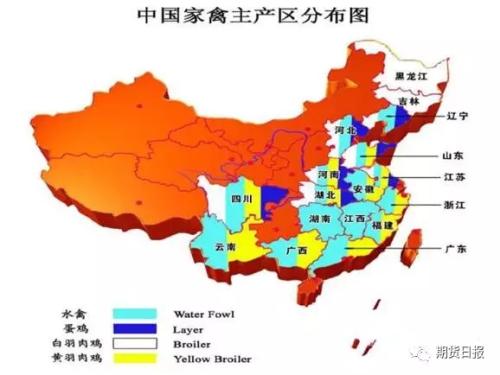 中国家禽主产区分布图
黑龙江
吉林
辽宁
河北
山东
河南
江苏
安徽
湖北
四川
浙江
湖南
江西
福建
云南
广西
广东
水禽 Water Fowl
蛋鸡 Layer
白羽肉鸡 Broiler
黄羽肉鸡 Yellow Broiler
期货日报